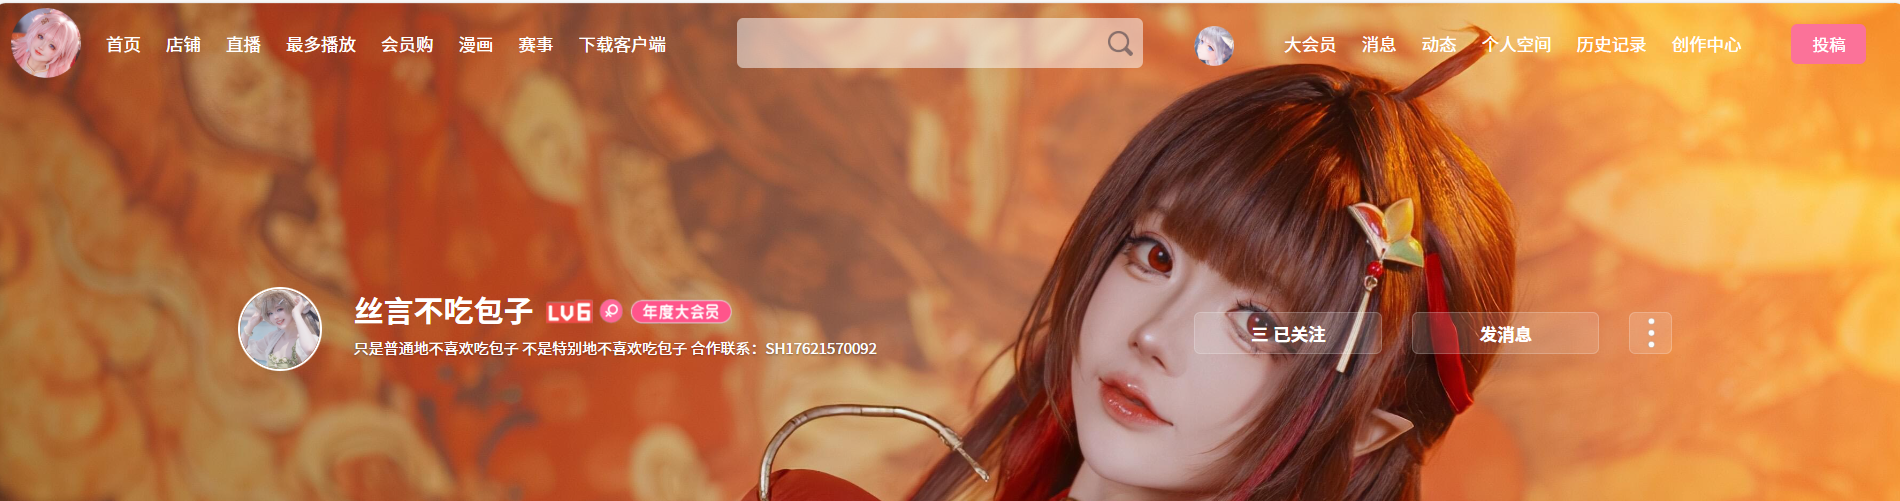 首页 店铺 直播 最多播放 会员购 漫画 赛事 下载客户端 大会员 消息 动态 个人空间 历史记录 创作中心 投稿
丝言不吃包子 LV6 年度大会员
只是普通地不喜欢吃包子 不是特别地不喜欢吃包子 合作联系：SH17621570092
三 已关注 发消息